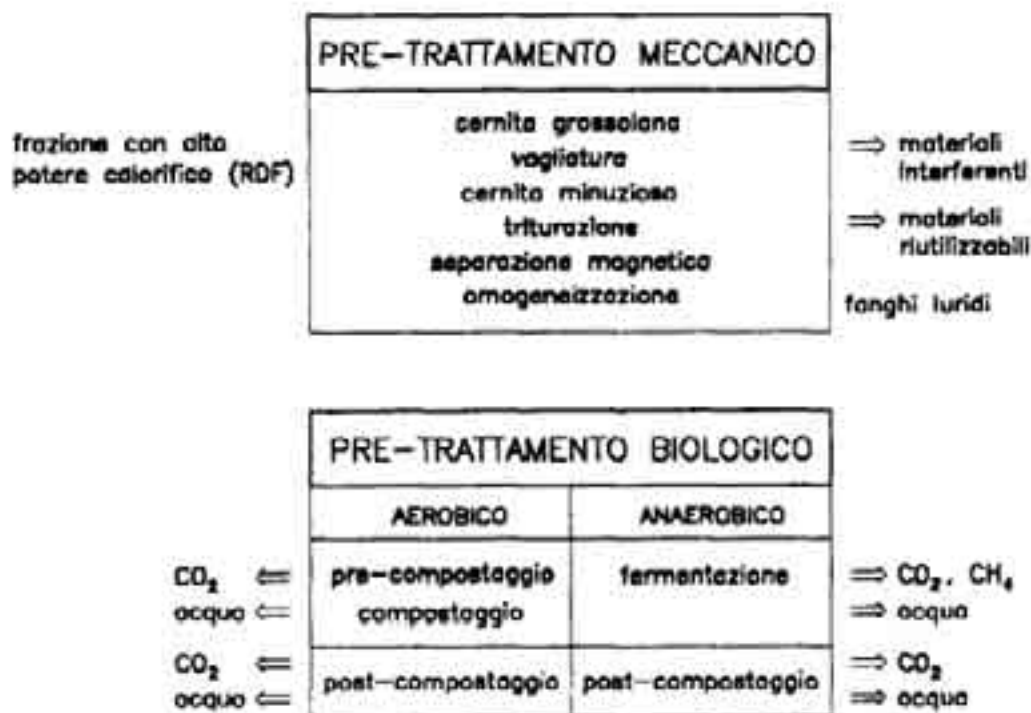 PRE-TRATTAMENTO MECCANICO
frazione con alto
potere calorifico (RDF)
cernita grossolana
vagliatura
cernita minuziosa
triturazione
separazione magnetica
omogeneizzazione
⇒ materiali
interferenti
⇒ materiali
riutilizzabili
fanghi luridi
PRE-TRATTAMENTO BIOLOGICO
AEROBICO ANAEROBICO
CO₂ ⇐ pre-compostaggio fermentazione ⇒ CO₂, CH₄
acqua ⇐ compostaggio ⇒ acqua
CO₂ ⇐ ⇒ CO₂
post-compostaggio post-compostaggio
acqua ⇐ ⇒ acqua